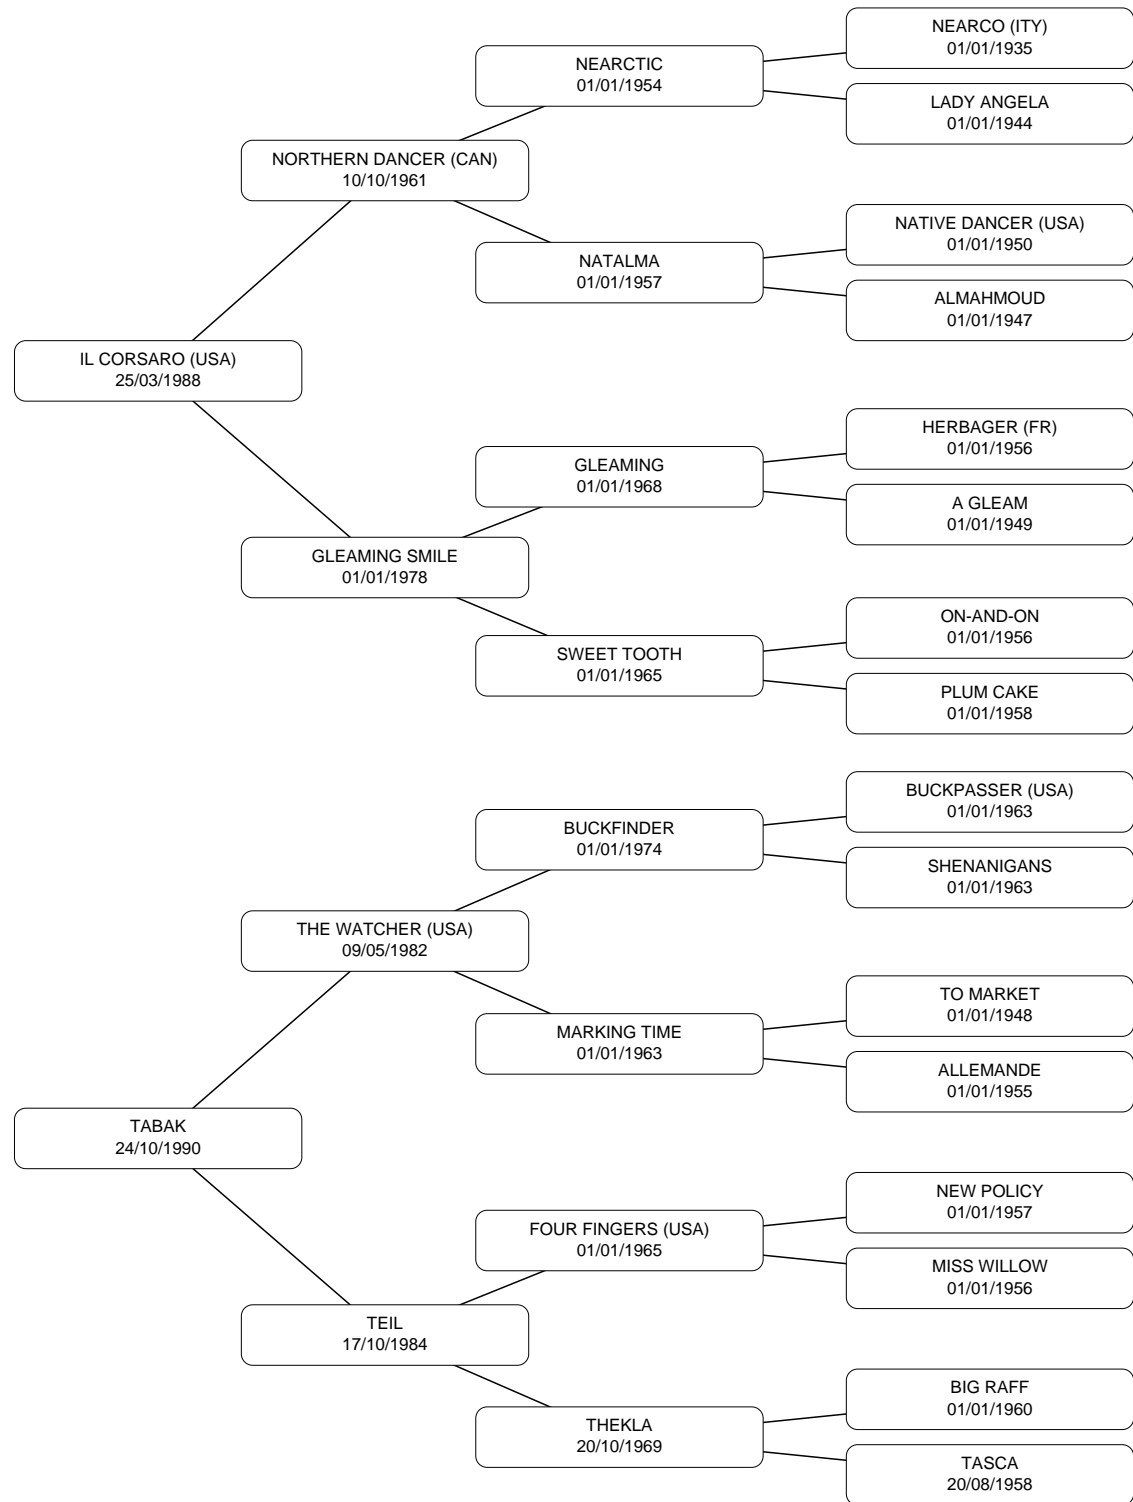 NEARCO (ITY)
01/01/1935
NEARCTIC
01/01/1954
LADY ANGELA
01/01/1944
NORTHERN DANCER (CAN)
10/10/1961
NATIVE DANCER (USA)
01/01/1950
NATALMA
01/01/1957
ALMAHMOUD
01/01/1947
IL CORSARO (USA)
25/03/1988
HERBAGER (FR)
01/01/1956
GLEAMING
01/01/1968
A GLEAM
01/01/1949
GLEAMING SMILE
01/01/1978
ON-AND-ON
01/01/1956
SWEET TOOTH
01/01/1965
PLUM CAKE
01/01/1958
BUCKPASSER (USA)
01/01/1963
BUCKFINDER
01/01/1974
SHENANIGANS
01/01/1963
THE WATCHER (USA)
09/05/1982
TO MARKET
01/01/1948
MARKING TIME
01/01/1963
ALLEMANDE
01/01/1955
TABAK
24/10/1990
NEW POLICY
01/01/1957
FOUR FINGERS (USA)
01/01/1965
MISS WILLOW
01/01/1956
TEIL
17/10/1984
BIG RAFF
01/01/1960
THEKLA
20/10/1969
TASCA
20/08/1958